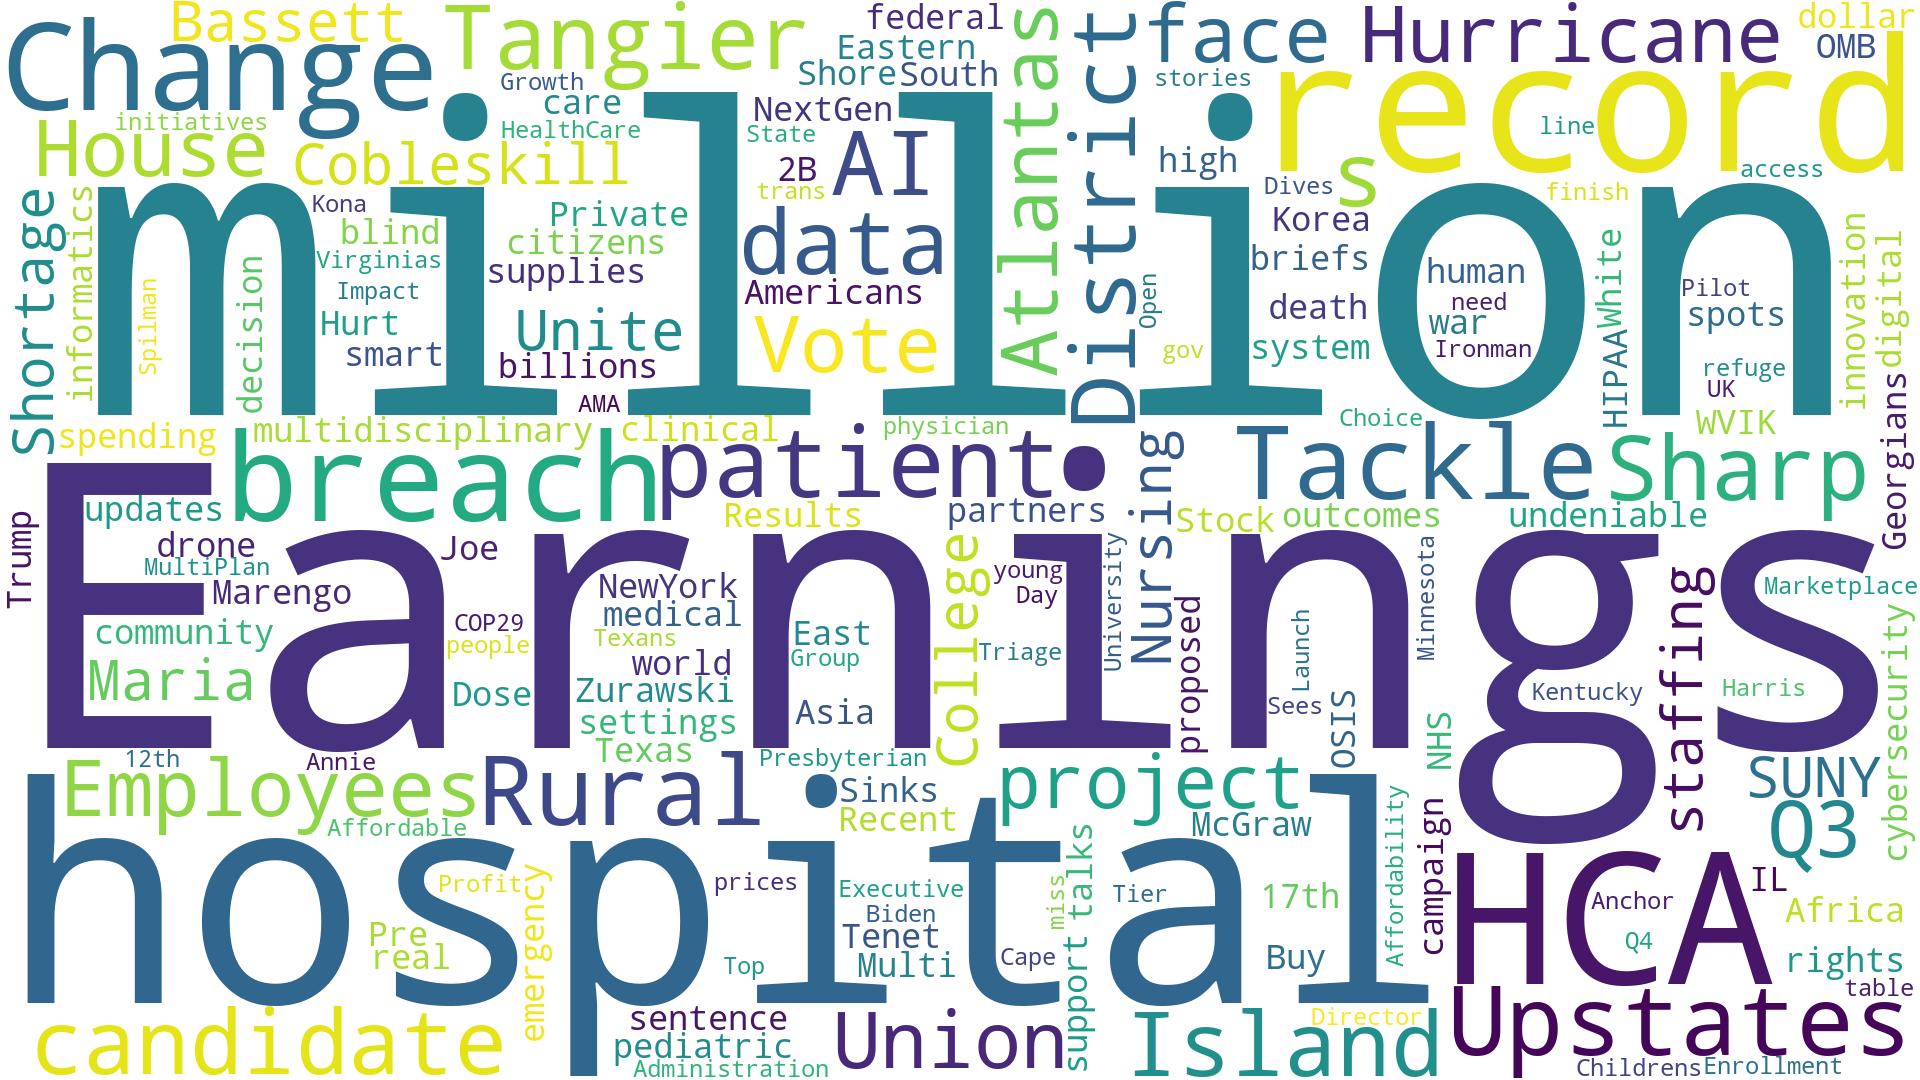 Change
Bassett
Tangier
federal
Eastern
Shore
South
Growth
care
HealthCare
initiatives
House
Cobleskill
NextGen
State
2B
trans
AI
Atlantas
District
face
stories
Hurricane
dollar
OMB
record
line
high
s
access
Dives
finish
Korea
briefs
million
Shortage
informatics
Spilman
decision
Kona
blind
Virginias
Impact
Hurt
smart
Private
citizens
supplies
Unite
billions
AMA
data
Americans
Vote
Open
gov
death
system
human
need
war
Ironman
HIPAA
White
Pilot
spots
refuge
UK
WVIK
innovation
digital
Georgians
spending
multidisciplinary
clinical
physician
Choice
breach
patient
Nursing
Tackle
Sharp
Earnings
Trump
updates
drone
MultiPlan
Marengo
community
Maria
Joe
COP29
people
Dose
Results
NewYork
medical
Texans
world
Zurawski
settings
Texas
East
Group
Asia
partners
College
young
Day
Triage
University
proposed
Stock
outcomes
undeniable
Launch
Sees
OSIS
Minnesota
NHS
Kentucky
staffing
Marketplace
Harris
cybersecurity
12th
Annie
Presbyterian
Employees
Affordable
Rural
Sinks
Recent
project
McGraw
SUNY
Q3
hospital
Profit
Pre
real
emergency
prices
Top
Executive
Biden
Tenet
Multi
miss
Cape
talks
support
Tier
17th
Buy
Affordability
campaign
HCA
IL
Anchor
Q4
Africa
rights
table
candidate
sentence
pediatric
Administration
Union
Island
Director
Upstates
Childrens
Enrollment